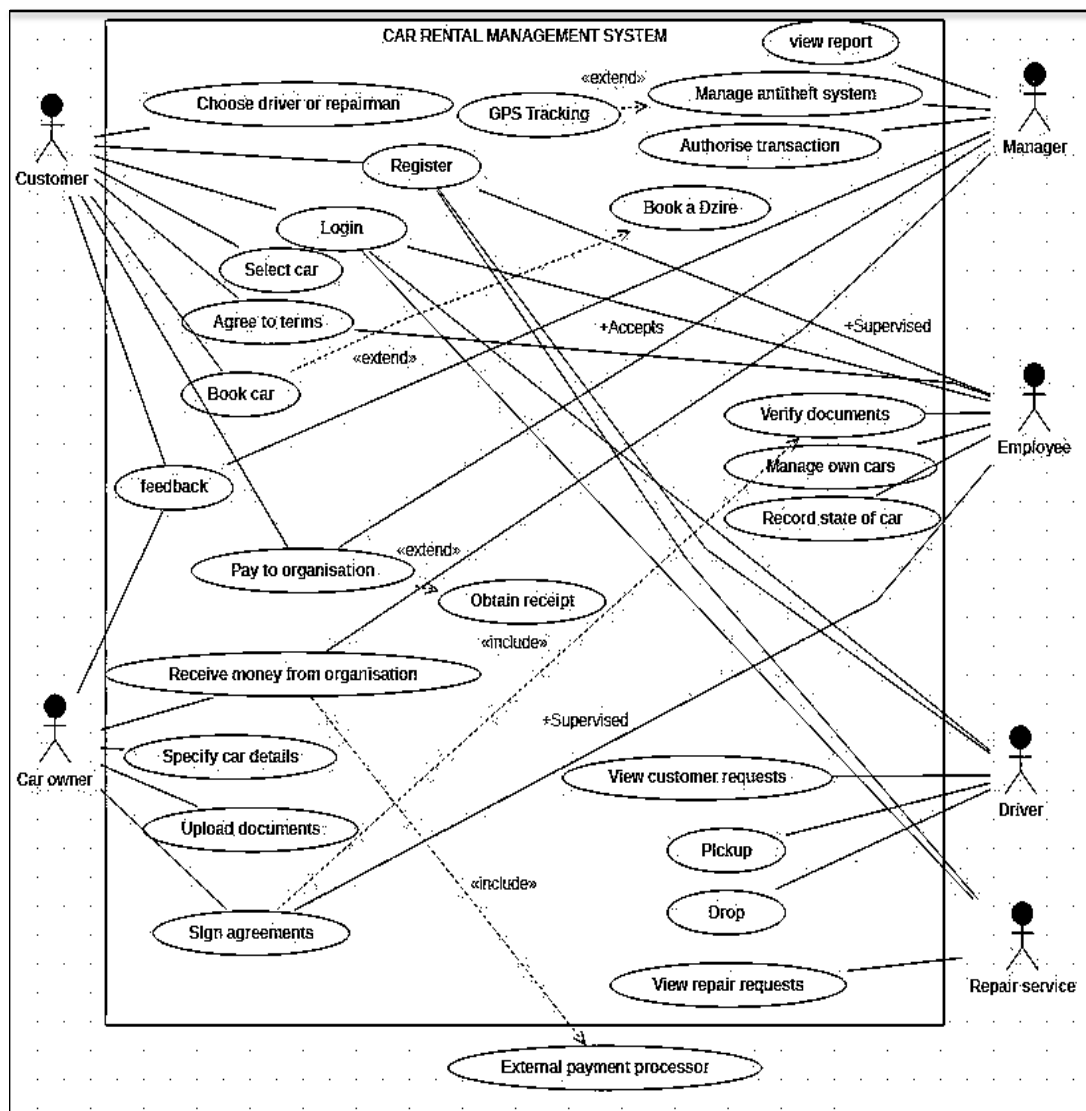 CAR RENTAL MANAGEMENT SYSTEM
view report
«extend»
Choose driver or repairman
GPS Tracking
Manage antitheft system
Authorise transaction
Manager
Customer
Register
Book a Dzire
Login
Select car
Agree to terms
+Accepts
+Supervised
«extend»
Book car
Verify documents
Employee
Manage own cars
feedback
Record state of car
«extend»
Pay to organisation
Obtain receipt
«include»
Receive money from organisation
+Supervised
Specify car details
Car owner
View customer requests
Driver
Upload documents
Pickup
«include»
Drop
Sign agreements
View repair requests
Repair service
External payment processor